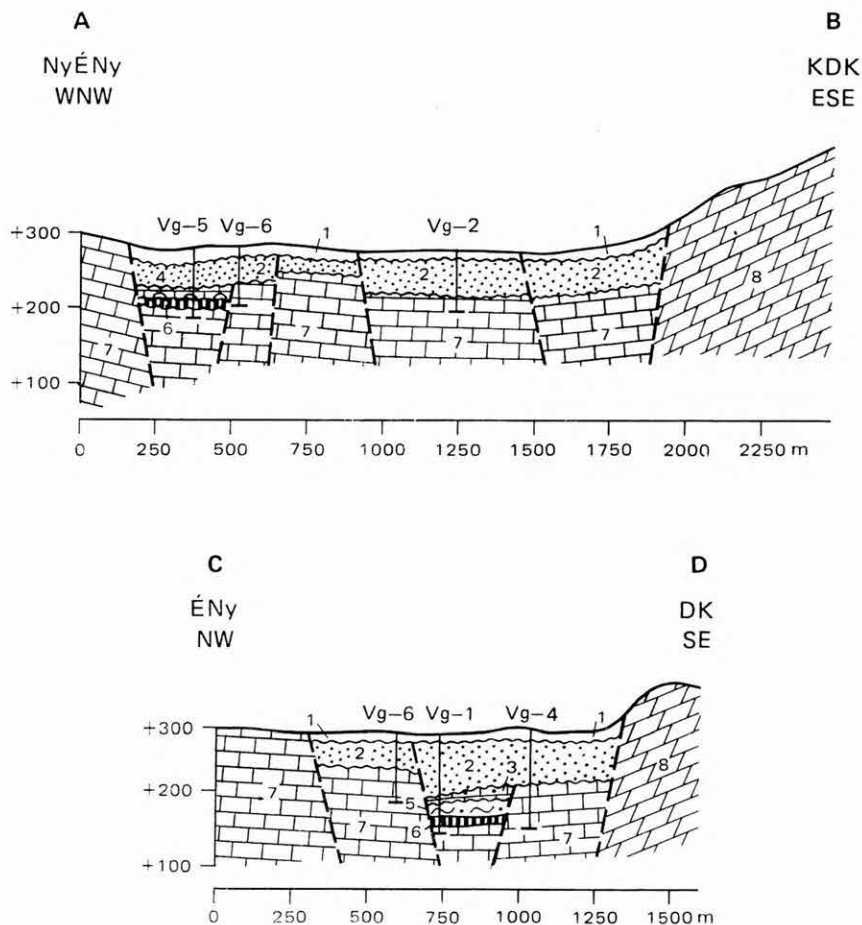 A B
NyÉNy KDK
WNW ESE
Vg–5 Vg–6 1 Vg–2 1
+300
4 2 2 2
8
+200
6
7 7 7 7
+100
0 250 500 750 1000 1250 1500 1750 2000 2250 m
C D
ÉNy DK
NW SE
1 Vg–6 Vg–1 Vg–4 1
+300
2 2 3 8
7
+200
5
6
7 7
+100
0 250 500 750 1000 1250 1500 m